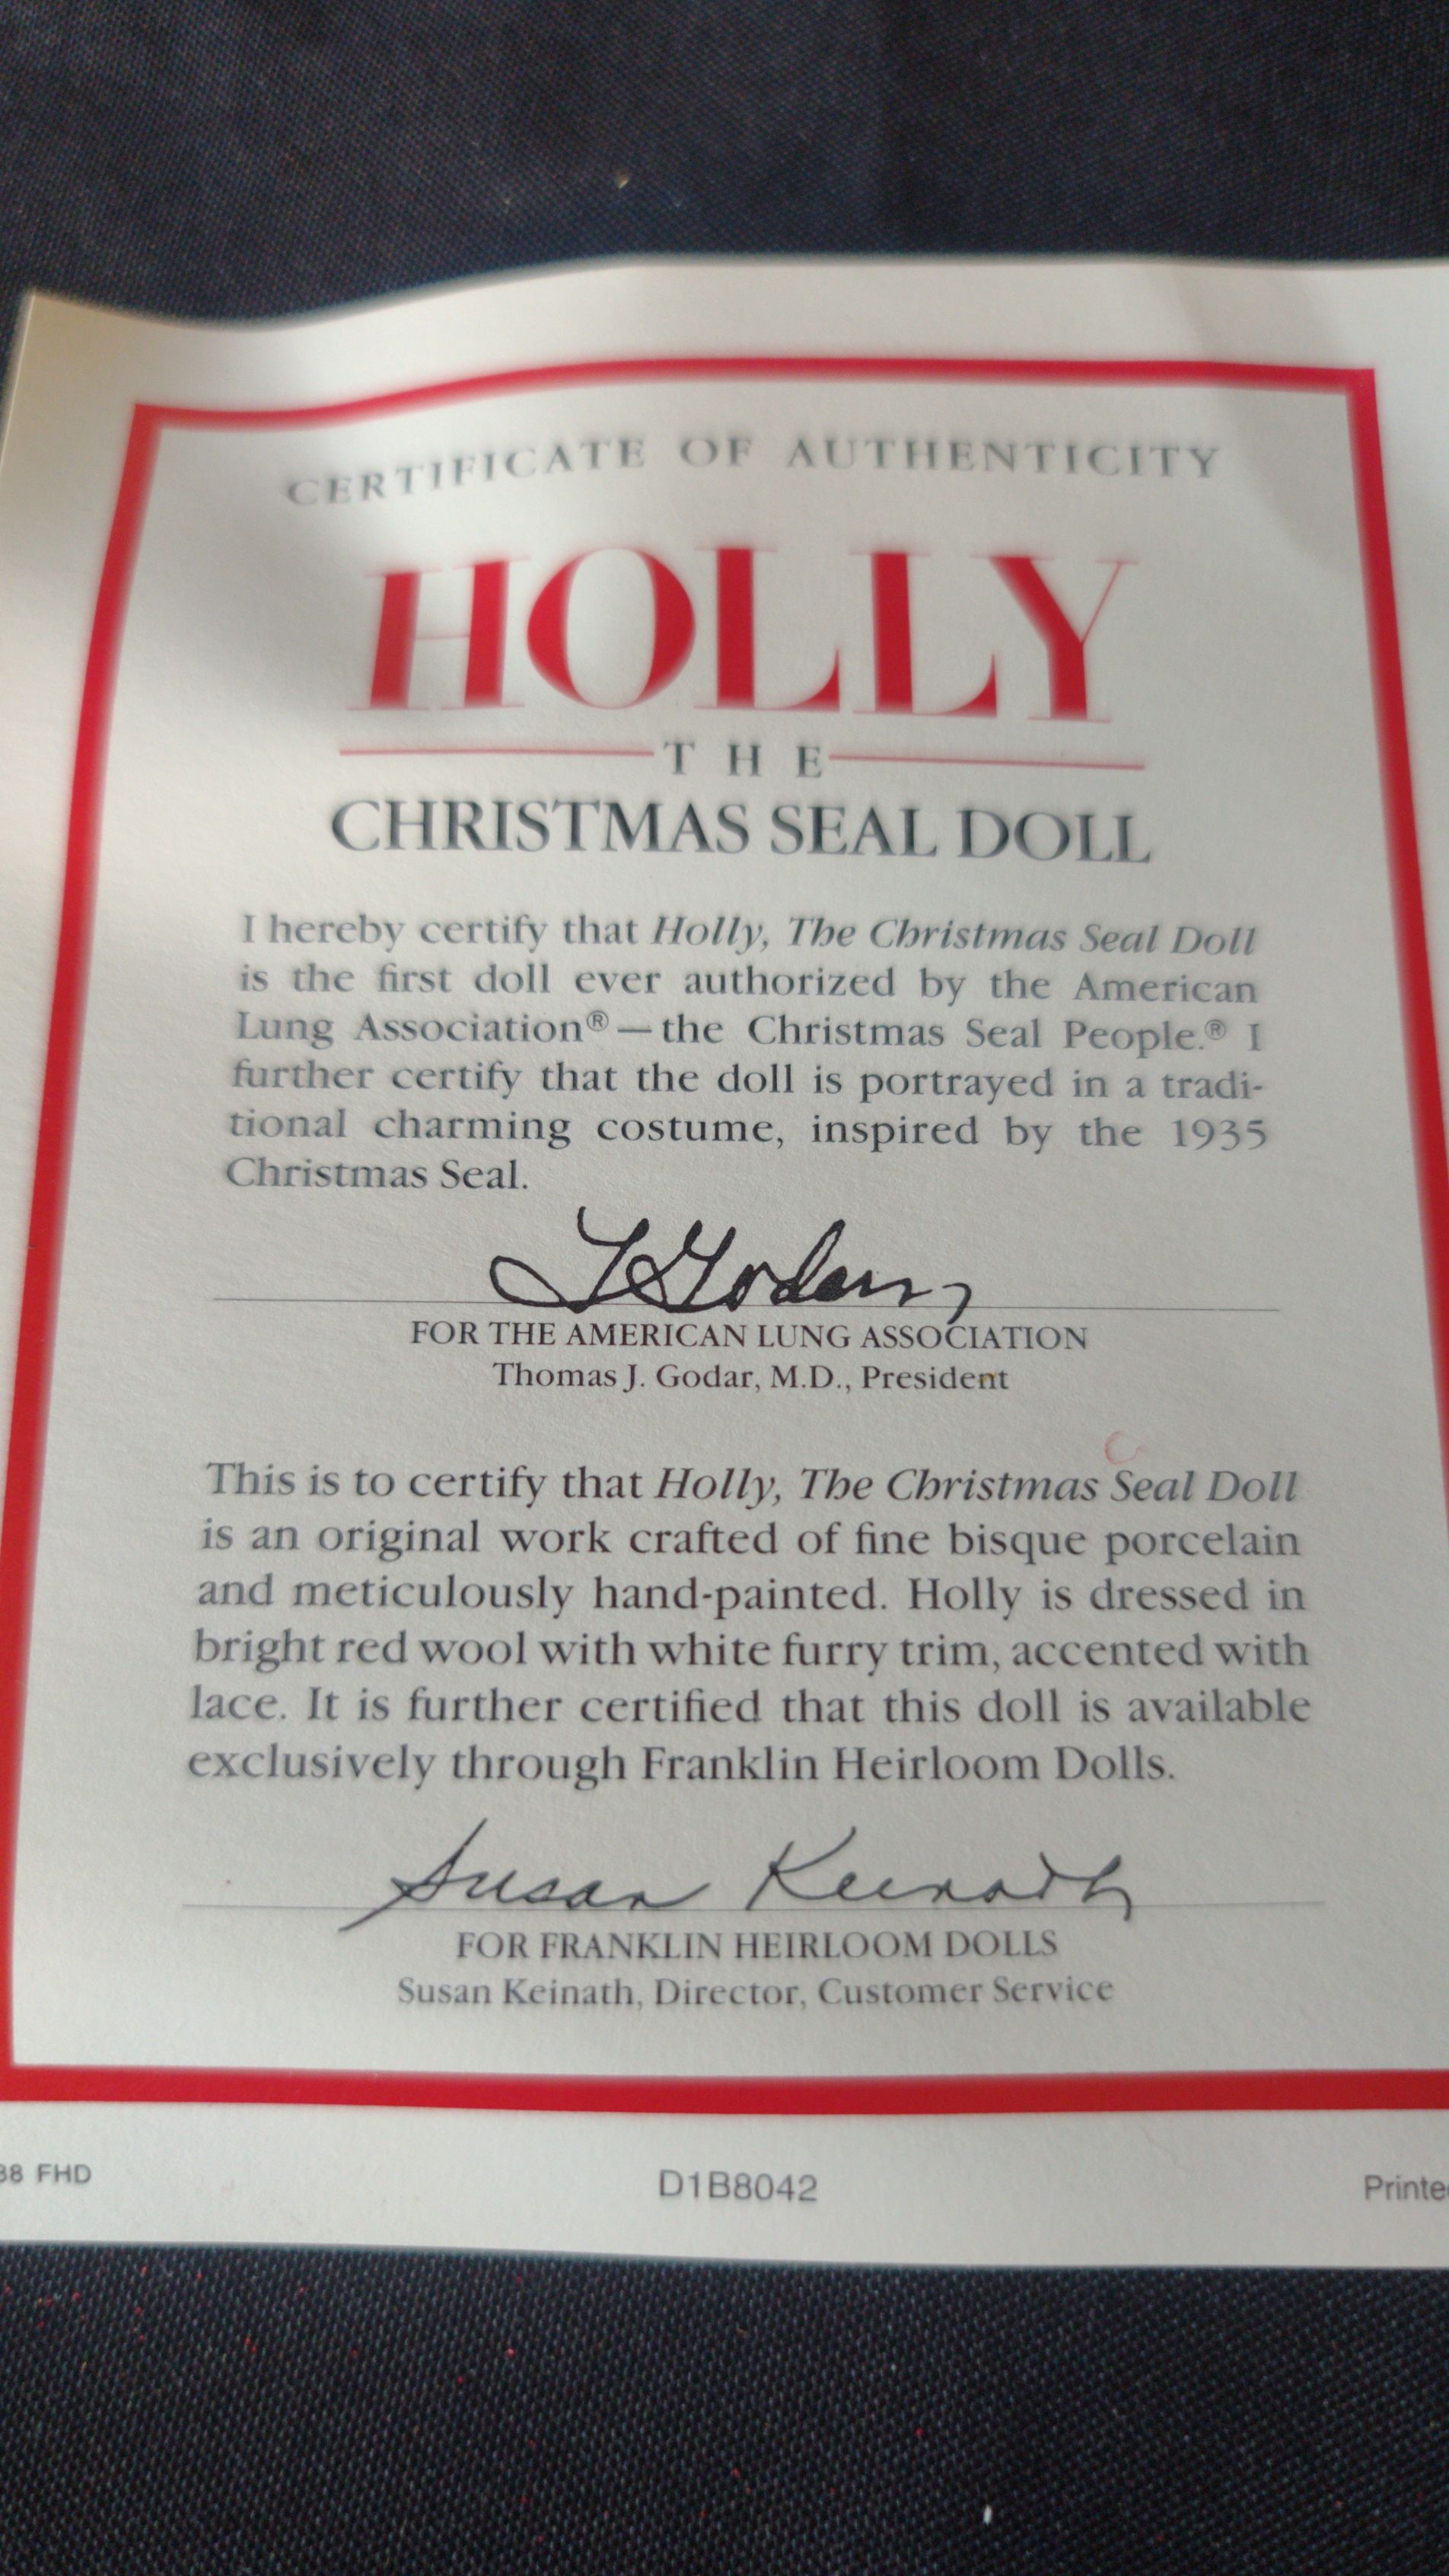 CERTIFICATE OF AUTHENTICITY
HOLLY
THE
CHRISTMAS SEAL DOLL
I hereby certify that Holly, The Christmas Seal Doll
is the first doll ever authorized by the American
Lung Association®—the Christmas Seal People.® I
further certify that the doll is portrayed in a tradi-
tional charming costume, inspired by the 1935
Christmas Seal.
T J Godar
FOR THE AMERICAN LUNG ASSOCIATION
Thomas J. Godar, M.D., President
This is to certify that Holly, The Christmas Seal Doll
is an original work crafted of fine bisque porcelain
and meticulously hand-painted. Holly is dressed in
bright red wool with white furry trim, accented with
lace. It is further certified that this doll is available
exclusively through Franklin Heirloom Dolls.
Susan Keinath
FOR FRANKLIN HEIRLOOM DOLLS
Susan Keinath, Director, Customer Service
88 FHD
D1B8042
Printe